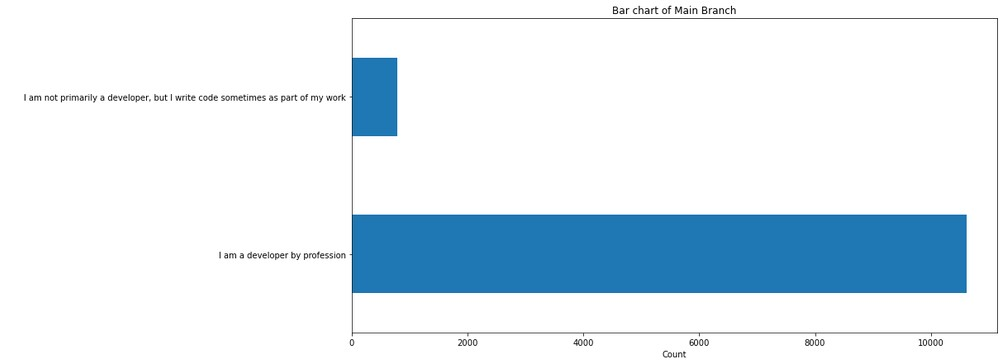 Bar chart of Main Branch
I am not primarily a developer, but I write code sometimes as part of my work
I am a developer by profession
0 2000 4000 6000 8000 10000
Count